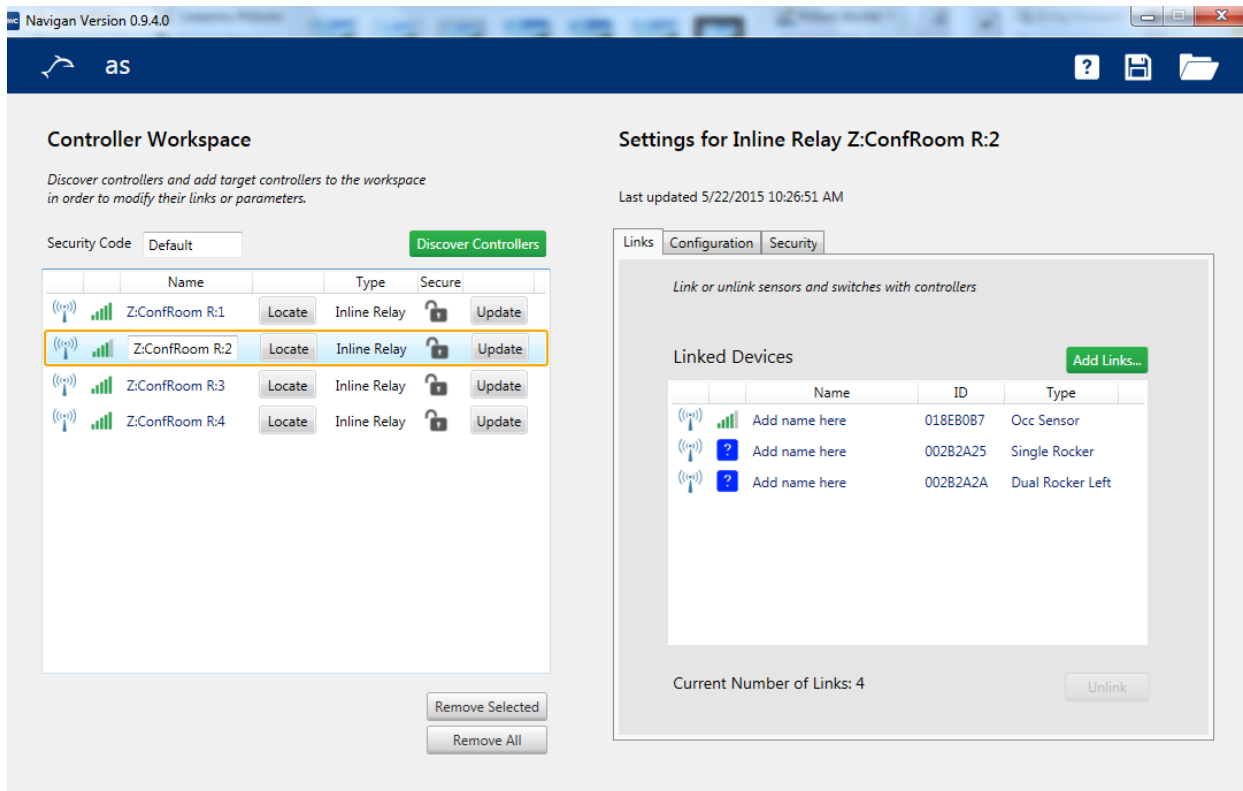 Navigan Version 0.9.4.0
as
?
Controller Workspace
Discover controllers and add target controllers to the workspace
in order to modify their links or parameters.
Security Code Default Discover Controllers
Name Type Secure
Z:ConfRoom R:1 Locate Inline Relay Update
Z:ConfRoom R:2 Locate Inline Relay Update
Z:ConfRoom R:3 Locate Inline Relay Update
Z:ConfRoom R:4 Locate Inline Relay Update
Remove Selected
Remove All
Settings for Inline Relay Z:ConfRoom R:2
Last updated 5/22/2015 10:26:51 AM
Links Configuration Security
Link or unlink sensors and switches with controllers
Linked Devices Add Links...
Name ID Type
Add name here 018EB0B7 Occ Sensor
? Add name here 002B2A25 Single Rocker
? Add name here 002B2A2A Dual Rocker Left
Current Number of Links: 4 Unlink